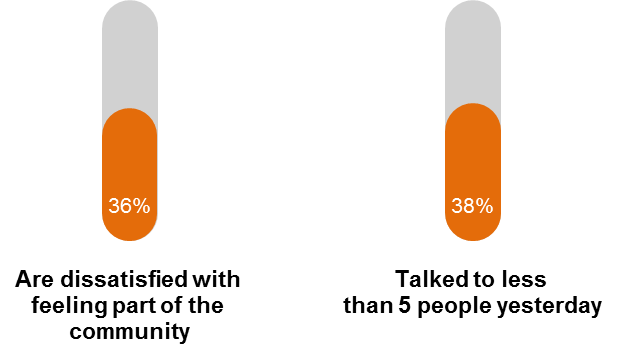 36%
38%
Are dissatisfied with
feeling part of the
community
Talked to less
than 5 people yesterday